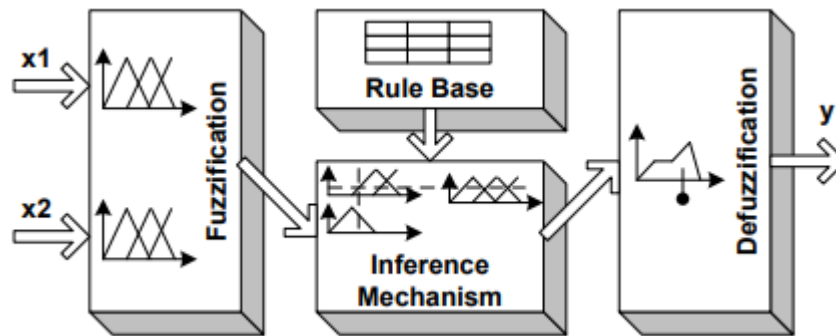 x1
x2
Fuzzification
Rule Base
Inference
Mechanism
Defuzzification
y